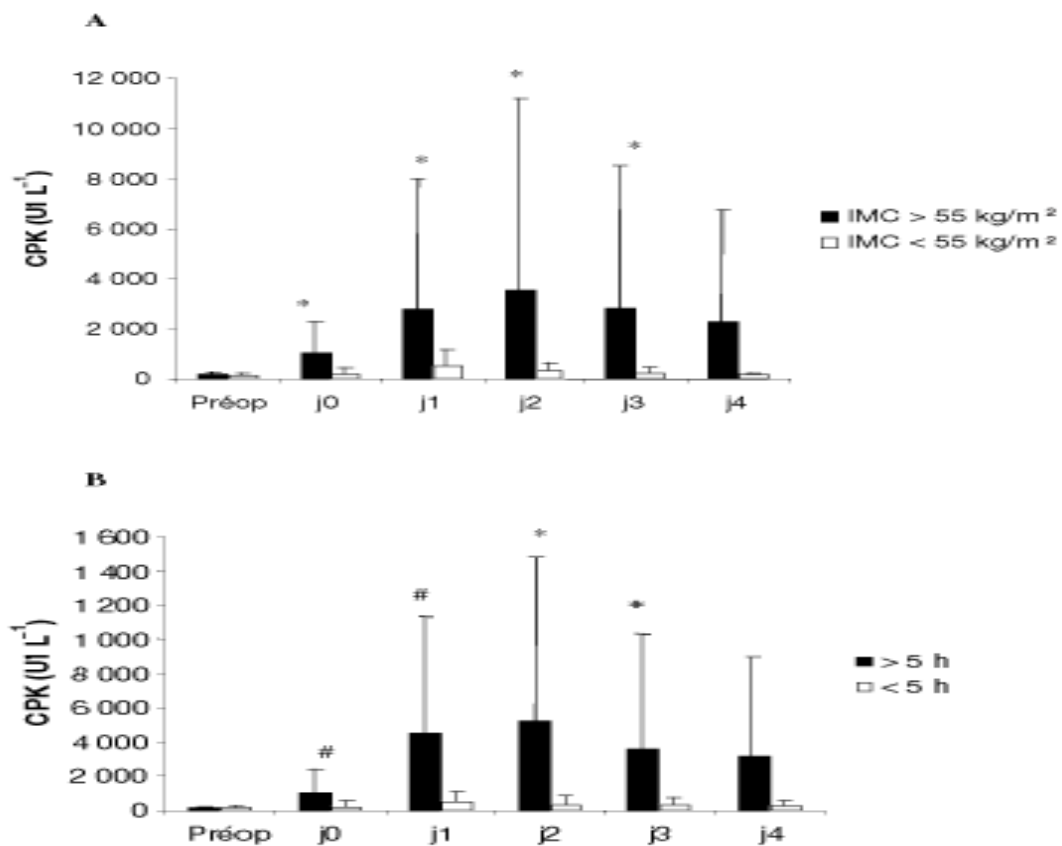 A
*
12 000
10 000
8 000
6 000
4 000
2 000
0
CPK (UI L⁻¹)
* * * *
Préop j0 j1 j2 j3 j4
IMC > 55 kg/m²
IMC < 55 kg/m²
B
1 600
1 400
1 200
1 000
8 000
6 000
4 000
2 000
0
CPK (UI L⁻¹)
# # * *
Préop j0 j1 j2 j3 j4
> 5 h
< 5 h